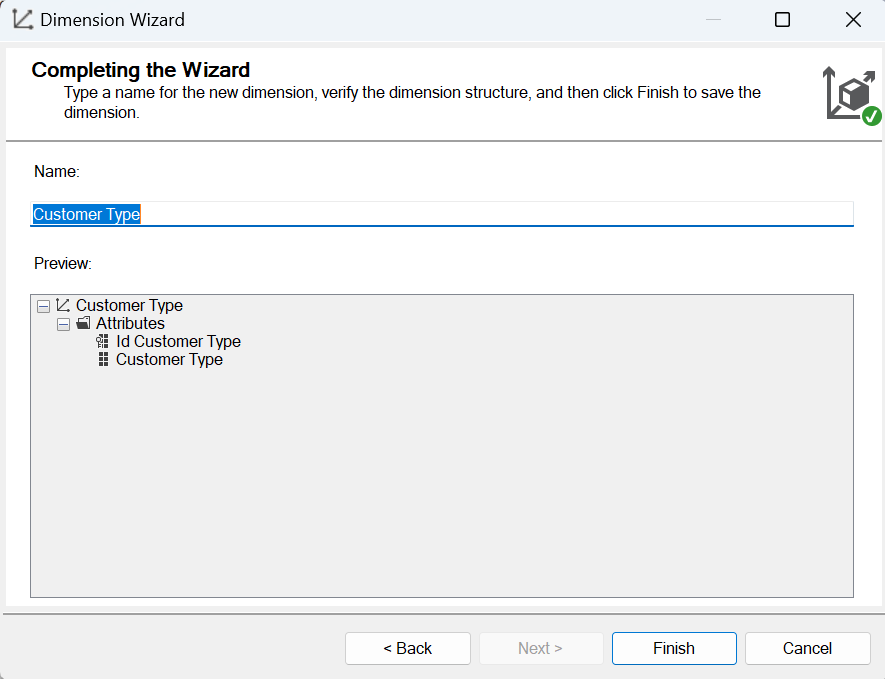 Dimension Wizard
Completing the Wizard
Type a name for the new dimension, verify the dimension structure, and then click Finish to save the
dimension.
Name:
Customer Type
Preview:
Customer Type
Attributes
Id Customer Type
Customer Type
< Back
Next >
Finish
Cancel